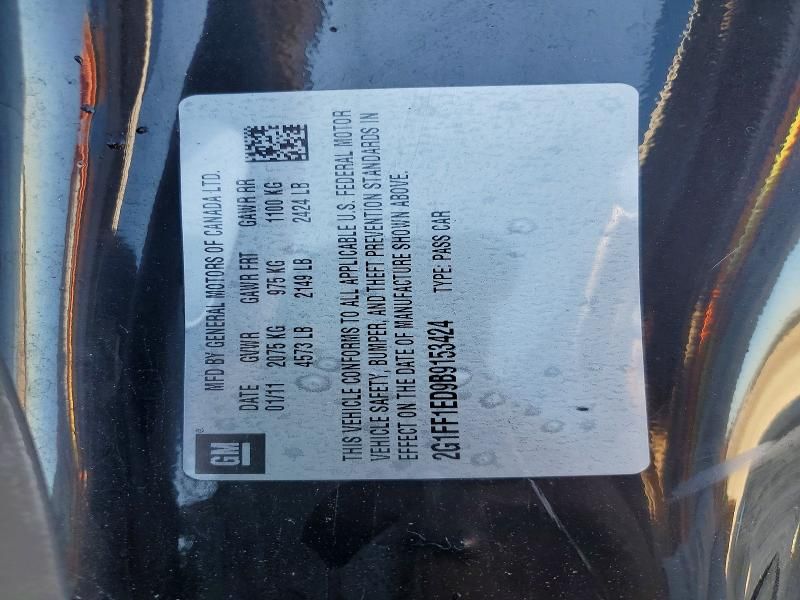 GM
®
MFD BY GENERAL MOTORS OF CANADA LTD.
DATE GVWR GAWR FRT GAWR RR
01/11 2075 KG 975 KG 1100 KG
4573 LB 2149 LB 2424 LB
THIS VEHICLE CONFORMS TO ALL APPLICABLE U.S. FEDERAL MOTOR
VEHICLE SAFETY, BUMPER, AND THEFT PREVENTION STANDARDS IN
EFFECT ON THE DATE OF MANUFACTURE SHOWN ABOVE.
2G1FF1ED9B9153424 TYPE: PASS CAR